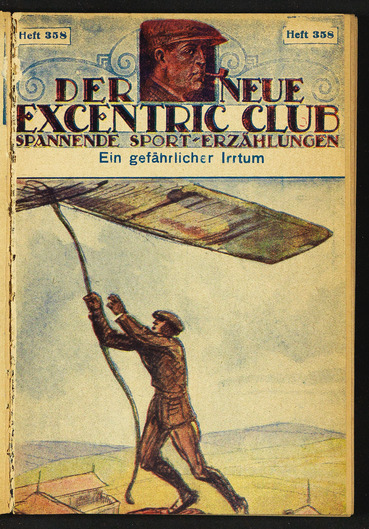 Heft 358
Heft 358
DER NEUE
EXCENTRIC CLUB
SPANNENDE SPORT-ERZÄHLUNGEN
Ein gefährlicher Irrtum